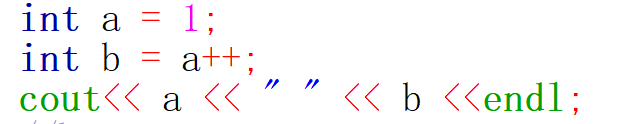 int a = 1;
int b = a++;
cout<< a << " " << b <<endl;